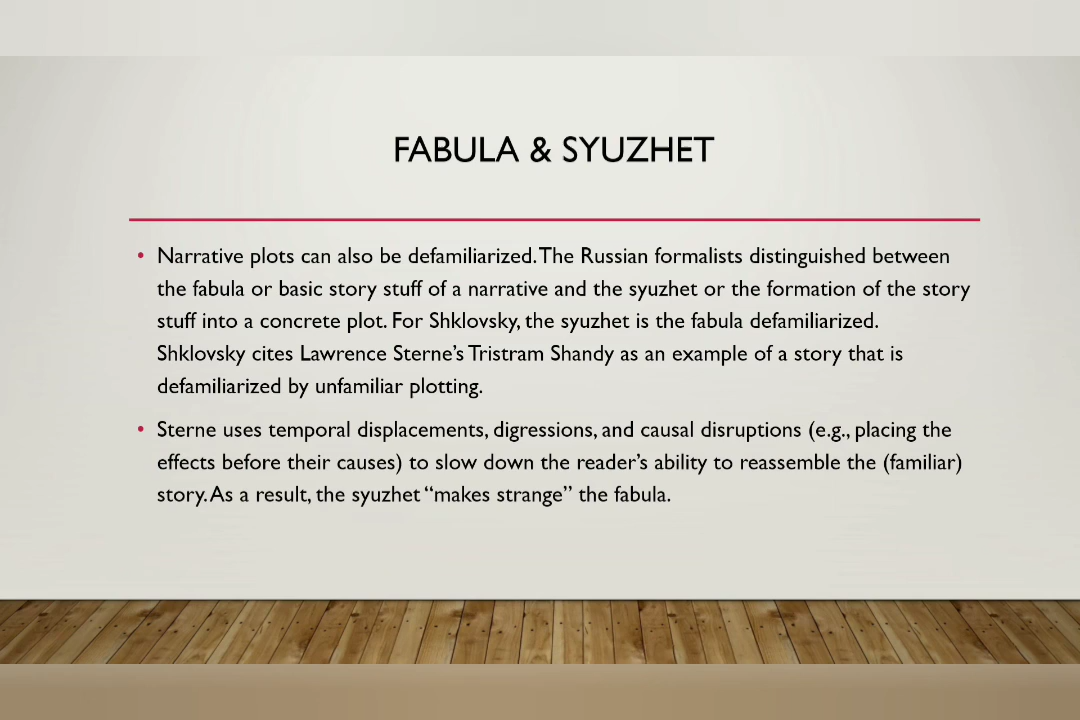 FABULA & SYUZHET
• Narrative plots can also be defamiliarized. The Russian formalists distinguished between
the fabula or basic story stuff of a narrative and the syuzhet or the formation of the story
stuff into a concrete plot. For Shklovsky, the syuzhet is the fabula defamiliarized.
Shklovsky cites Lawrence Sterne’s Tristram Shandy as an example of a story that is
defamiliarized by unfamiliar plotting.
• Sterne uses temporal displacements, digressions, and causal disruptions (e.g., placing the
effects before their causes) to slow down the reader’s ability to reassemble the (familiar)
story. As a result, the syuzhet “makes strange” the fabula.